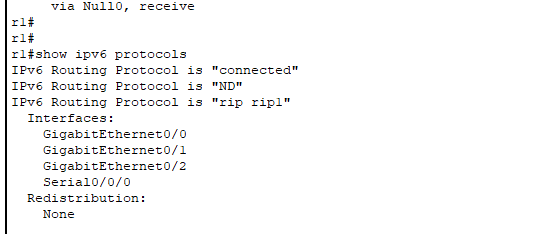 via Null0, receive
r1#
r1#
r1#show ipv6 protocols
IPv6 Routing Protocol is "connected"
IPv6 Routing Protocol is "ND"
IPv6 Routing Protocol is "rip rip1"
Interfaces:
GigabitEthernet0/0
GigabitEthernet0/1
GigabitEthernet0/2
Serial0/0/0
Redistribution:
None